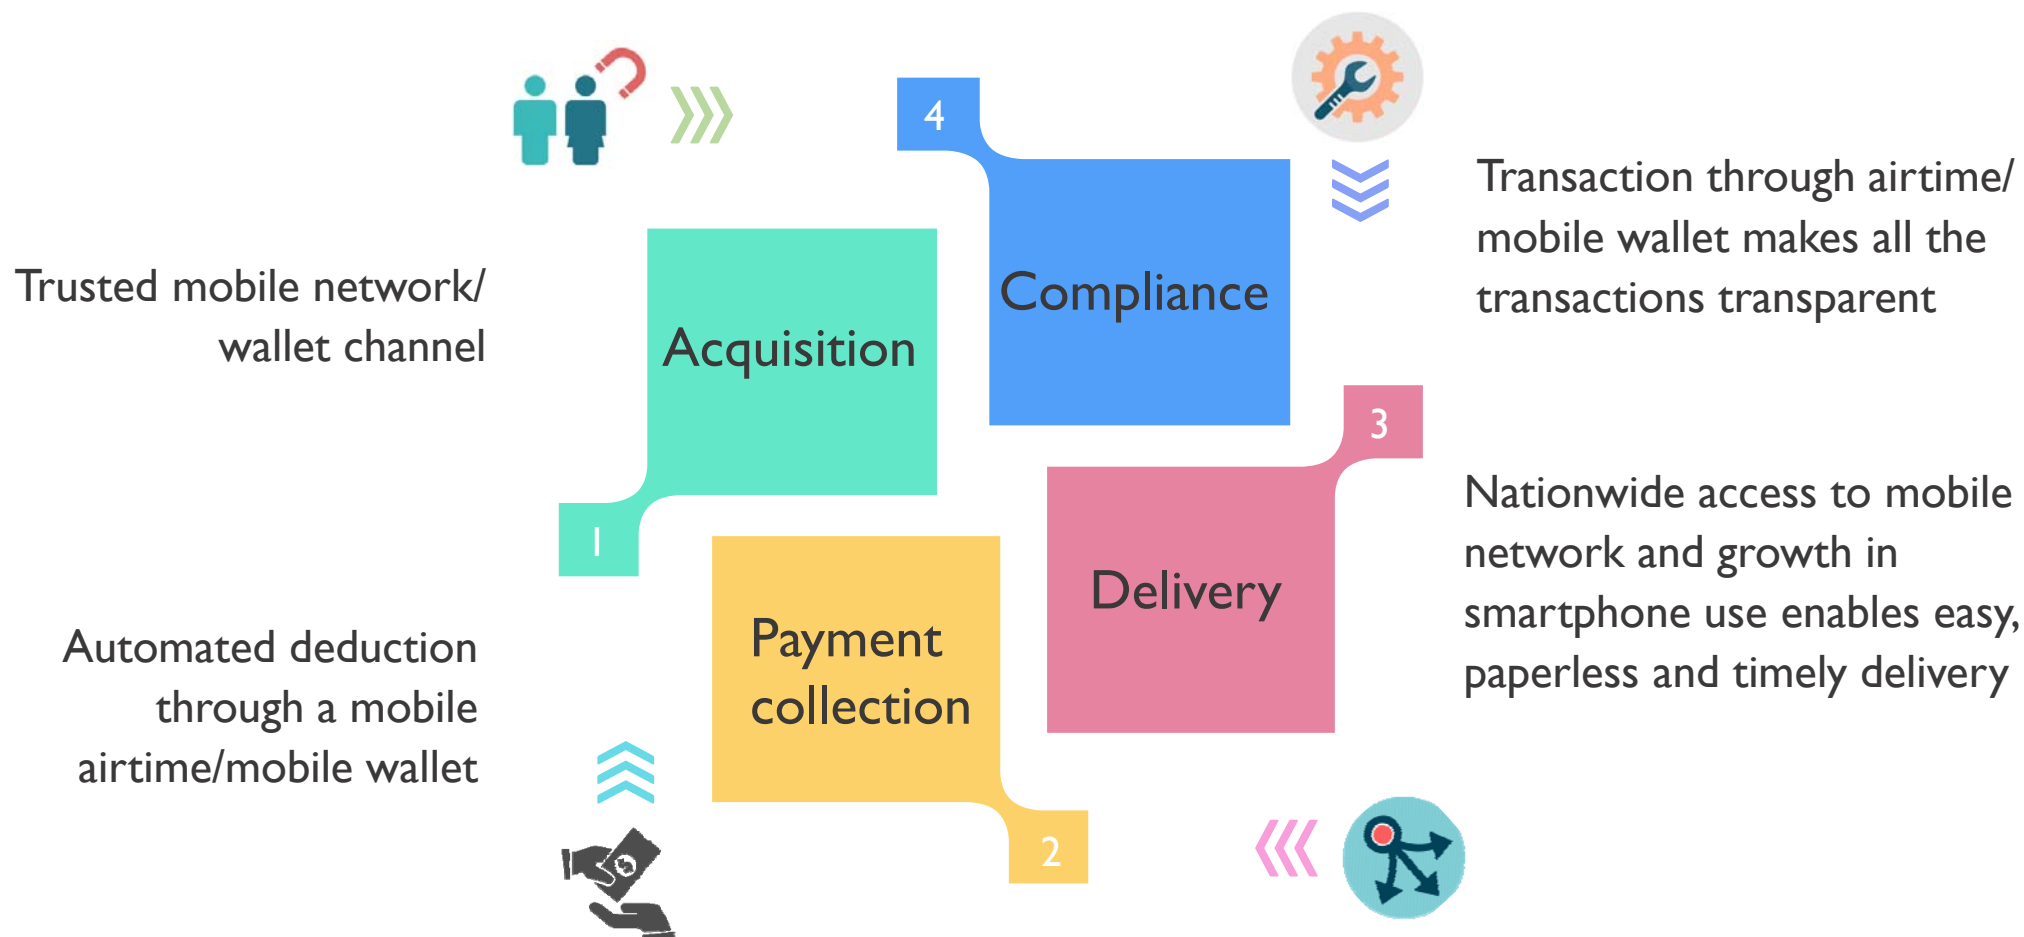 Trusted mobile network/
wallet channel
Acquisition
1
Automated deduction
through a mobile
airtime/mobile wallet
Payment
collection
2
Delivery
3
Nationwide access to mobile
network and growth in
smartphone use enables easy,
paperless and timely delivery
4
Compliance
Transaction through airtime/
mobile wallet makes all the
transactions transparent